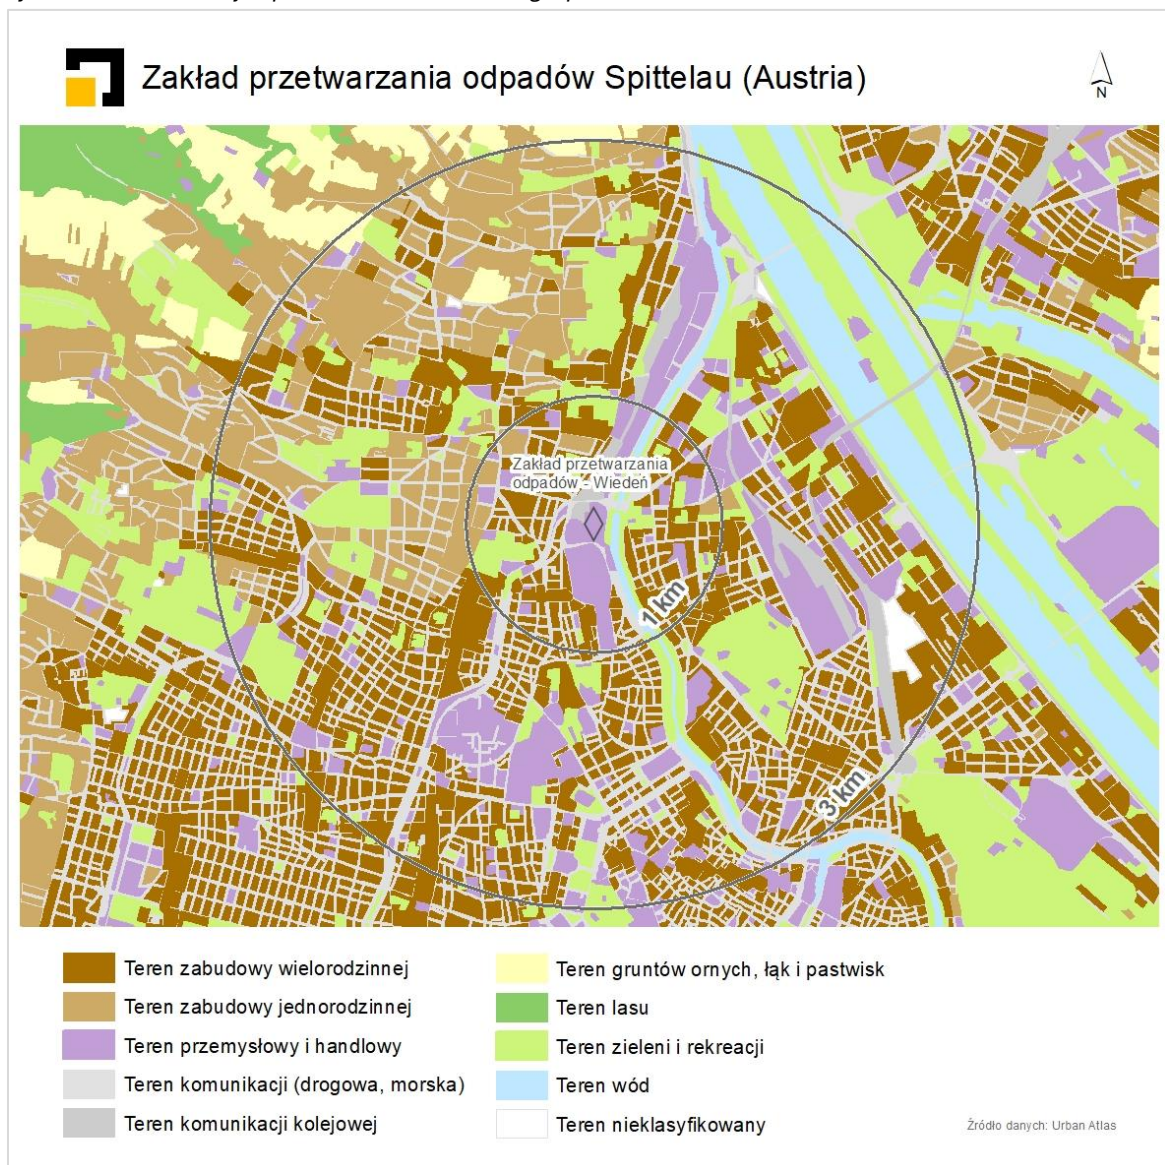 Zakład przetwarzania odpadów Spittelau (Austria)
N
Zakład przetwarzania
odpadów - Wiedeń
1 km
3 km
Teren zabudowy wielorodzinnej
Teren zabudowy jednorodzinnej
Teren przemysłowy i handlowy
Teren komunikacji (drogowa, morska)
Teren komunikacji kolejowej
Teren gruntów ornych, łąk i pastwisk
Teren lasu
Teren zieleni i rekreacji
Teren wód
Teren nieklasyfikowany
Źródło danych: Urban Atlas